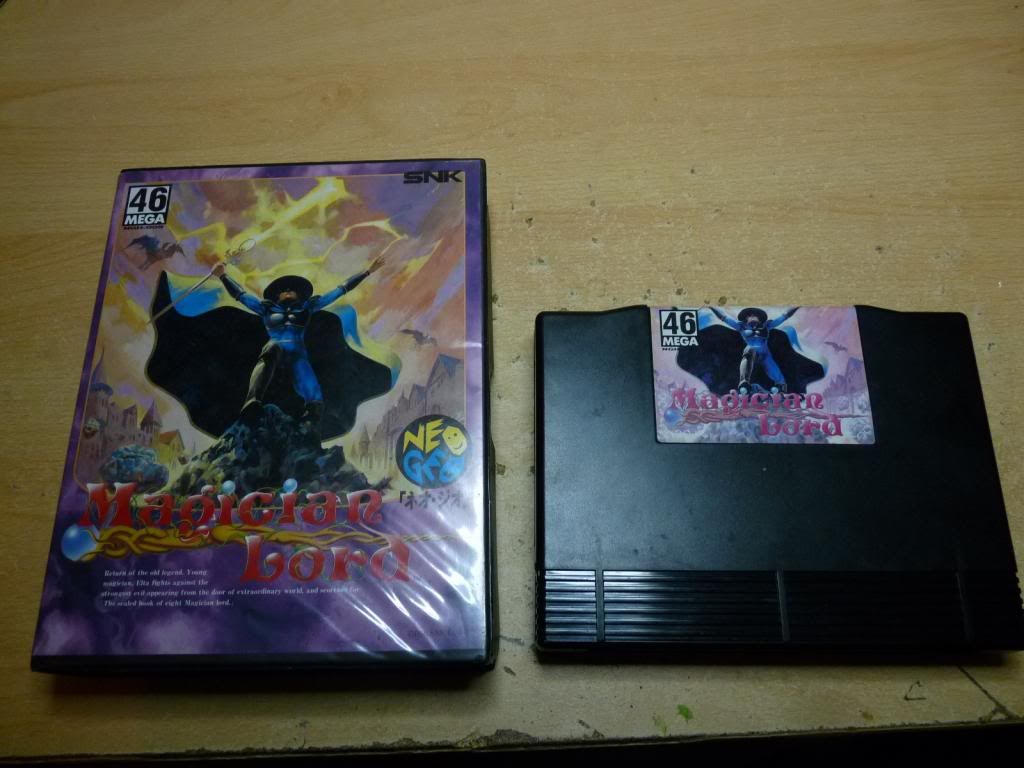 46
MEGA
SNK
NEO
GEO
「ネオ・ジオ」
Magician
Lord
Return of the old legend. Young
magician, Elta fights against the
strongest evil appearing from the door of extraordinary world, and searches for
The sealed book of eight Magician lord..
46
MEGA
Magician
Lord